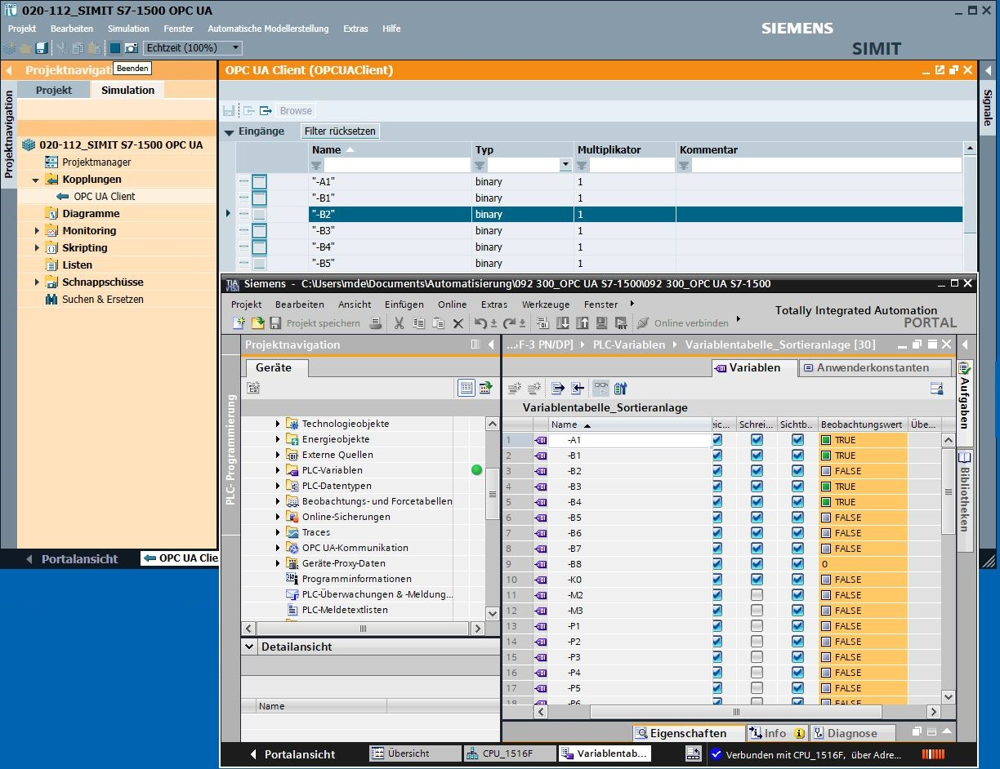 020-112_SIMIT S7-1500 OPC UA
Projekt Bearbeiten Simulation Fenster Automatische Modellerstellung Extras Hilfe
SIEMENS
SIMIT
Echtzeit (100%)
Beenden
Projektnavigati
Projekt Simulation
Projektnavigation
020-112_SIMIT S7-1500 OPC UA
Projektmanager
Kopplungen
OPC UA Client
Diagramme
Monitoring
Skripting
Listen
Schnappschüsse
Suchen & Ersetzen
Portalansicht
OPC UA Clie
OPC UA Client (OPCUAClient)
Browse
Eingänge Filter rücksetzen
Name Typ Multiplikator Kommentar
"-A1" binary 1
"-B1" binary 1
"-B2" binary 1
"-B3" binary 1
"-B4" binary 1
"-B5" binary 1
Signale
Siemens - C:\Users\mde\Documents\Automatisierung\092 300_OPC UA S7-1500\092 300_OPC UA S7-1500
Projekt Bearbeiten Ansicht Einfügen Online Extras Werkzeuge Fenster
Totally Integrated Automation
PORTAL
Projekt speichern
Online verbinden
Projektnavigation
Geräte
PLC- Programmierung
Technologieobjekte
Energieobjekte
Externe Quellen
PLC-Variablen
PLC-Datentypen
Beobachtungs- und Forcetabellen
Online-Sicherungen
Traces
OPC UA-Kommunikation
Geräte-Proxy-Daten
Programminformationen
PLC-Überwachungen & -Meldung...
PLC-Meldetextlisten
Detailansicht
Name
...F-3 PN/DP] PLC-Variablen Variablentabelle_Sortieranlage [30]
Variablen Anwenderkonstanten
Variablentabelle_Sortieranlage
Name eic... Schrei... Sichtb... Beobachtungswert Übe...
1 -A1 TRUE
2 -B1 TRUE
3 -B2 FALSE
4 -B3 TRUE
5 -B4 TRUE
6 -B5 FALSE
7 -B6 FALSE
8 -B7 FALSE
9 -B8 0
10 -K0 FALSE
11 -M2 FALSE
12 -M3 FALSE
13 -P1 FALSE
14 -P2 FALSE
15 -P3 FALSE
16 -P4 FALSE
17 -P5 FALSE
18 -P6 FALSE
Aufgaben
Bibliotheken
Eigenschaften Info Diagnose
Portalansicht Übersicht CPU_1516F Variablentab... Verbunden mit CPU_1516F, über Adre...